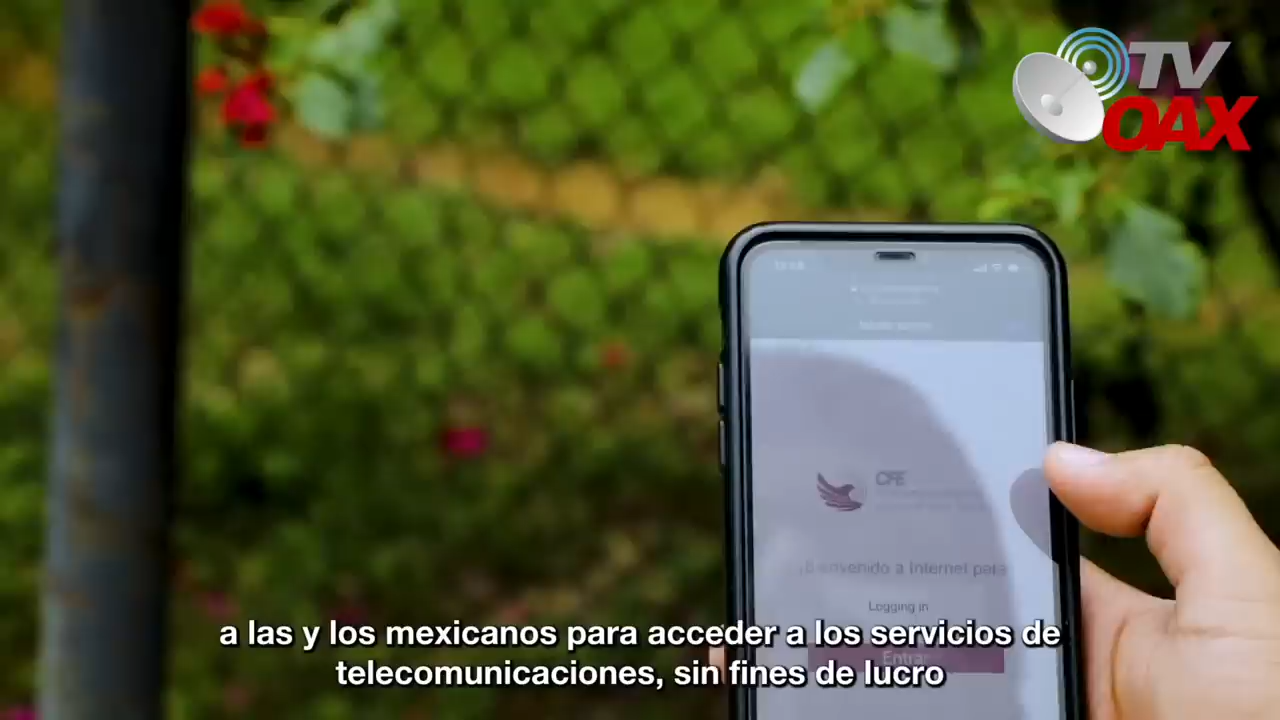 TV
OAX
CFE
¡Bienvenido a Internet para
Logging in
Entrar
a las y los mexicanos para acceder a los servicios de
telecomunicaciones, sin fines de lucro